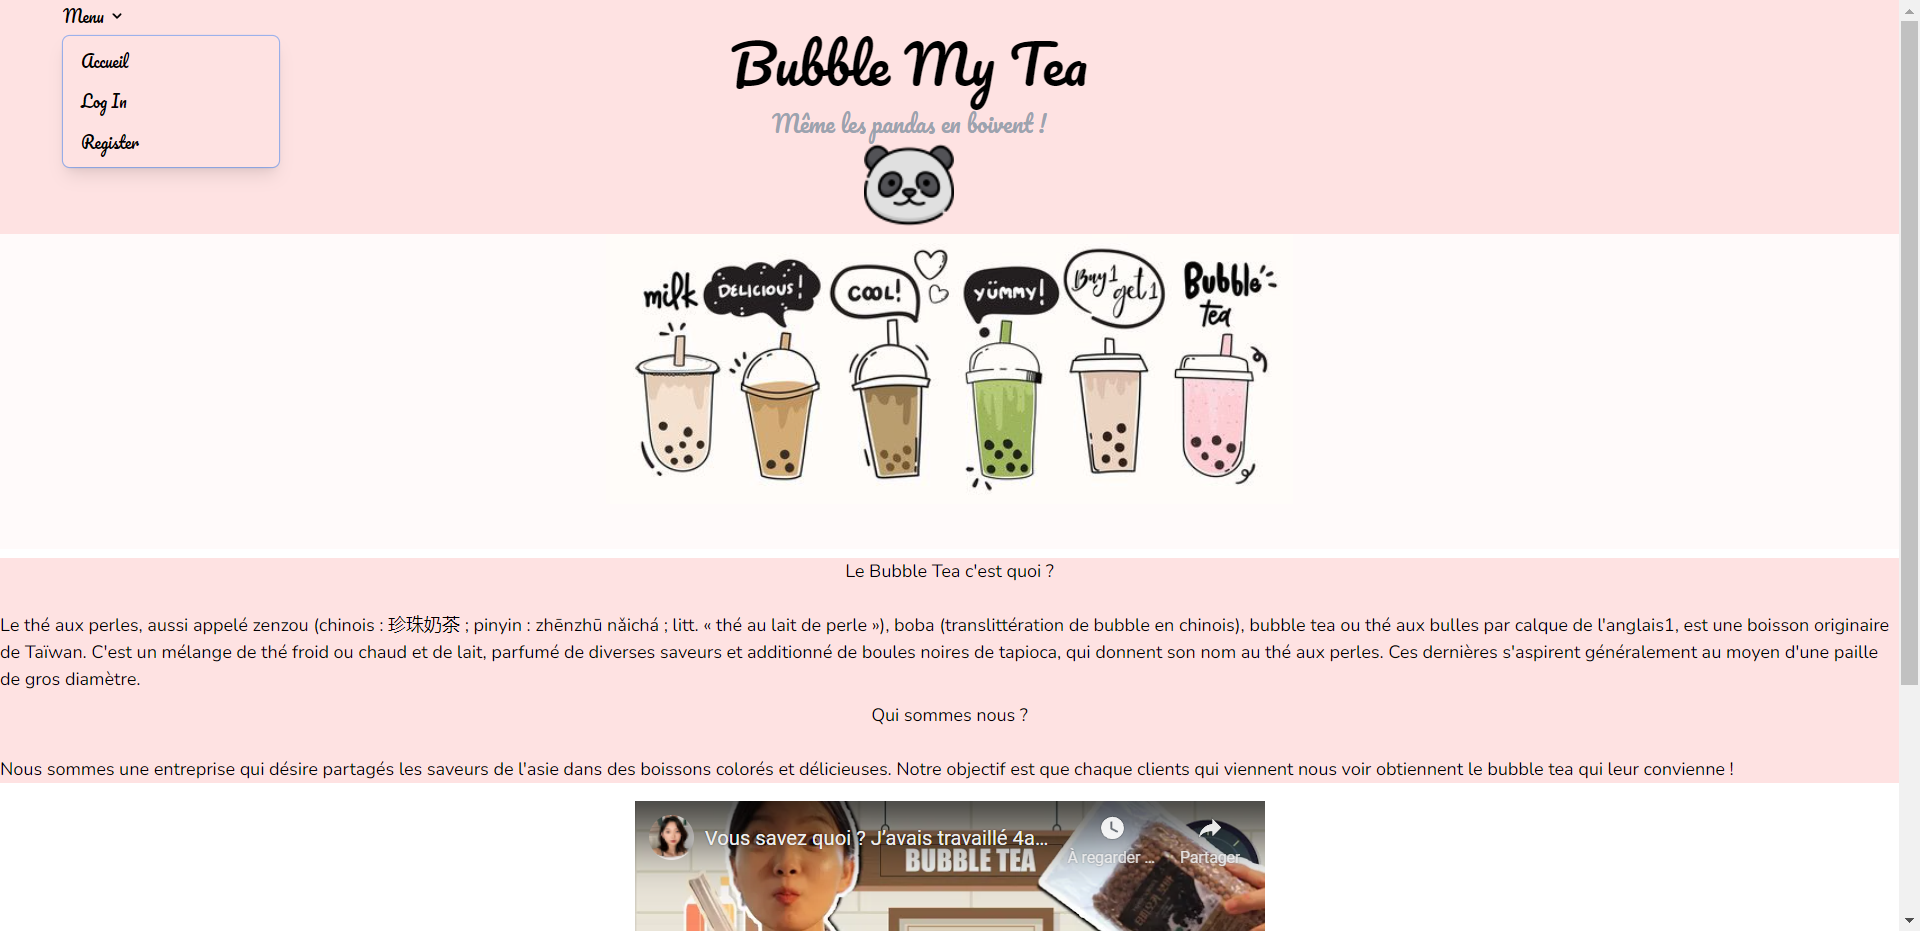 Menu
Accueil
Log In
Register
Bubble My Tea
Même les pandas en boivent !
milk
DELICIOUS!
COOL!
YÜMMY!
Buy 1
get 1
Bubble
tea
Le Bubble Tea c'est quoi ?
Le thé aux perles, aussi appelé zenzou (chinois : 珍珠奶茶 ; pinyin : zhēnzhū nǎichá ; litt. « thé au lait de perle »), boba (translittération de bubble en chinois), bubble tea ou thé aux bulles par calque de l'anglais1, est une boisson originaire
de Taïwan. C'est un mélange de thé froid ou chaud et de lait, parfumé de diverses saveurs et additionné de boules noires de tapioca, qui donnent son nom au thé aux perles. Ces dernières s'aspirent généralement au moyen d'une paille
de gros diamètre.
Qui sommes nous ?
Nous sommes une entreprise qui désire partagés les saveurs de l'asie dans des boissons colorés et délicieuses. Notre objectif est que chaque clients qui viennent nous voir obtiennent le bubble tea qui leur convienne !
Vous savez quoi ? J'avais travaillé 4a...
À regarder ...
Partager
BUBBLE TEA